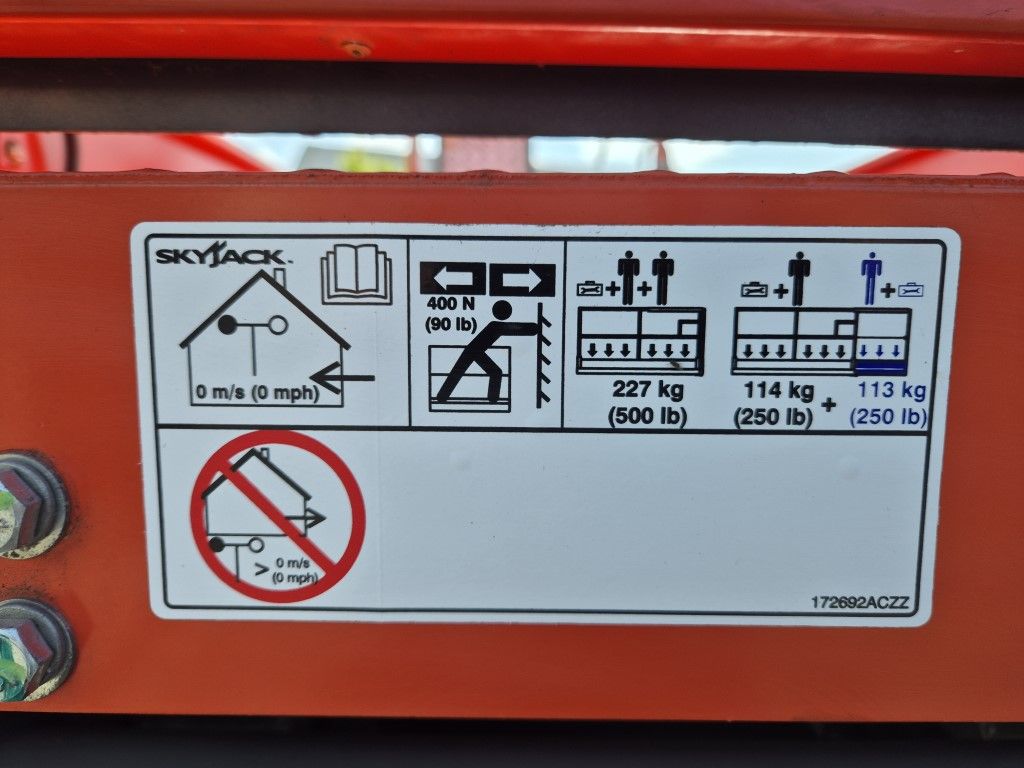 SKYJACK
0 m/s (0 mph)
400 N
(90 lb)
227 kg
(500 lb)
114 kg
(250 lb)
+
113 kg
(250 lb)
> 0 m/s
(0 mph)
172692ACZZ